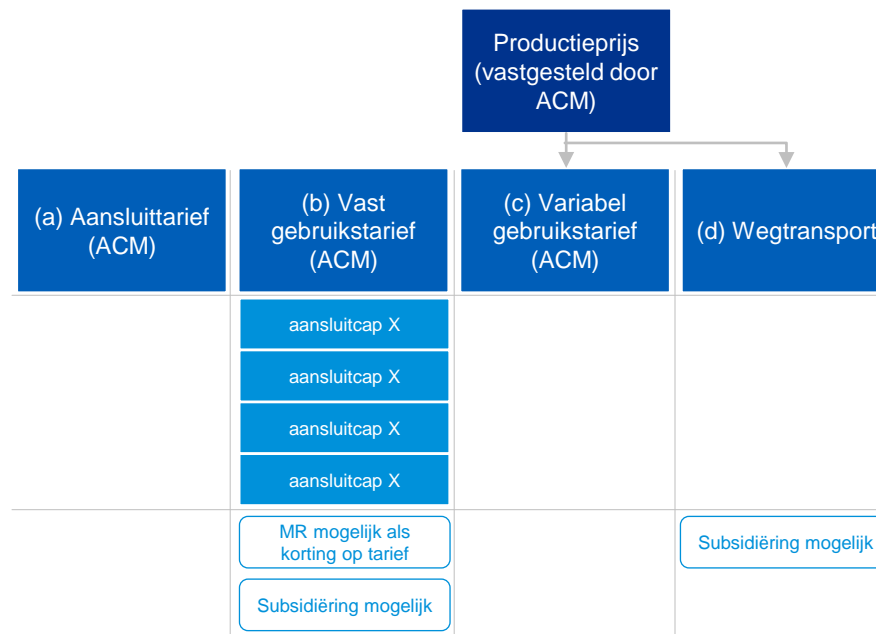 Productieprijs
(vastgesteld door
ACM)
(a) Aansluittarief
(ACM)
(b) Vast
gebruikstarief
(ACM)
(c) Variabel
gebruikstarief
(ACM)
(d) Wegtransport
aansluitcap X
aansluitcap X
aansluitcap X
aansluitcap X
MR mogelijk als
korting op tarief
Subsidiëring mogelijk
Subsidiëring mogelijk